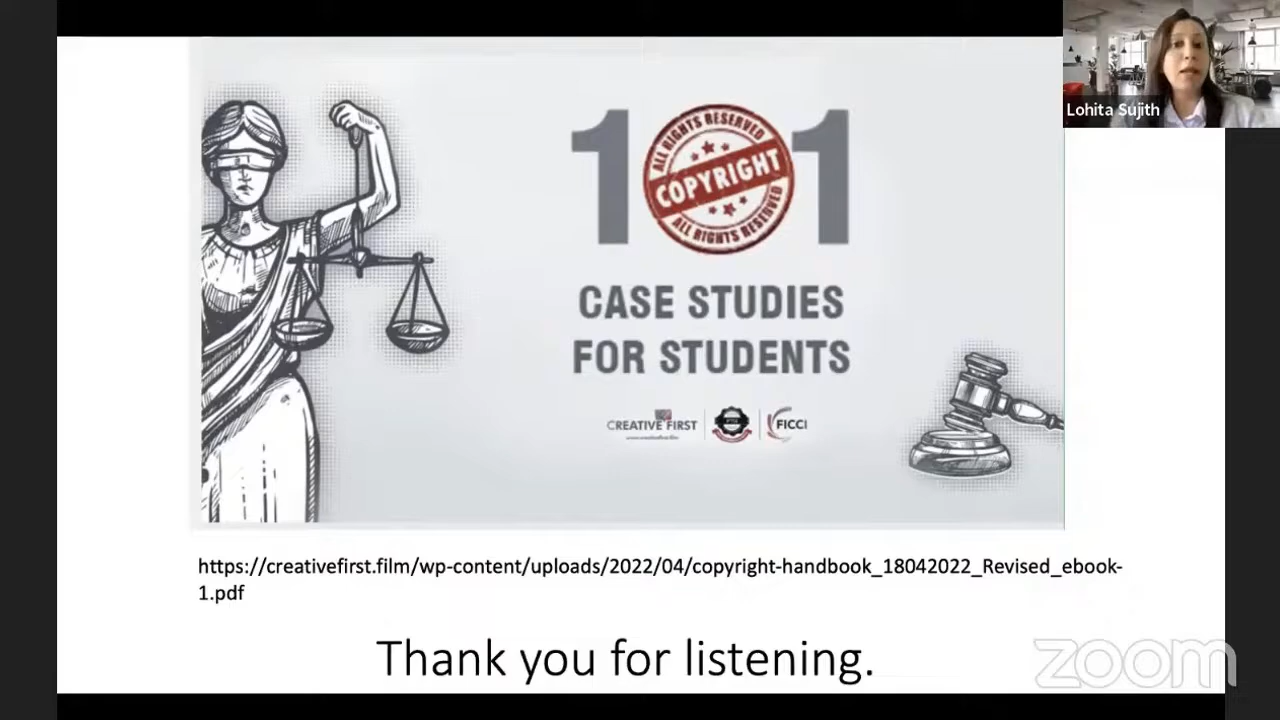 Lohita Sujith
1 1
ALL RIGHTS RESERVED
COPYRIGHT
ALL RIGHTS RESERVED
CASE STUDIES
FOR STUDENTS
CREATIVE FIRST
FICCI
https://creativefirst.film/wp-content/uploads/2022/04/copyright-handbook_18042022_Revised_ebook-
1.pdf
Thank you for listening.
zoom